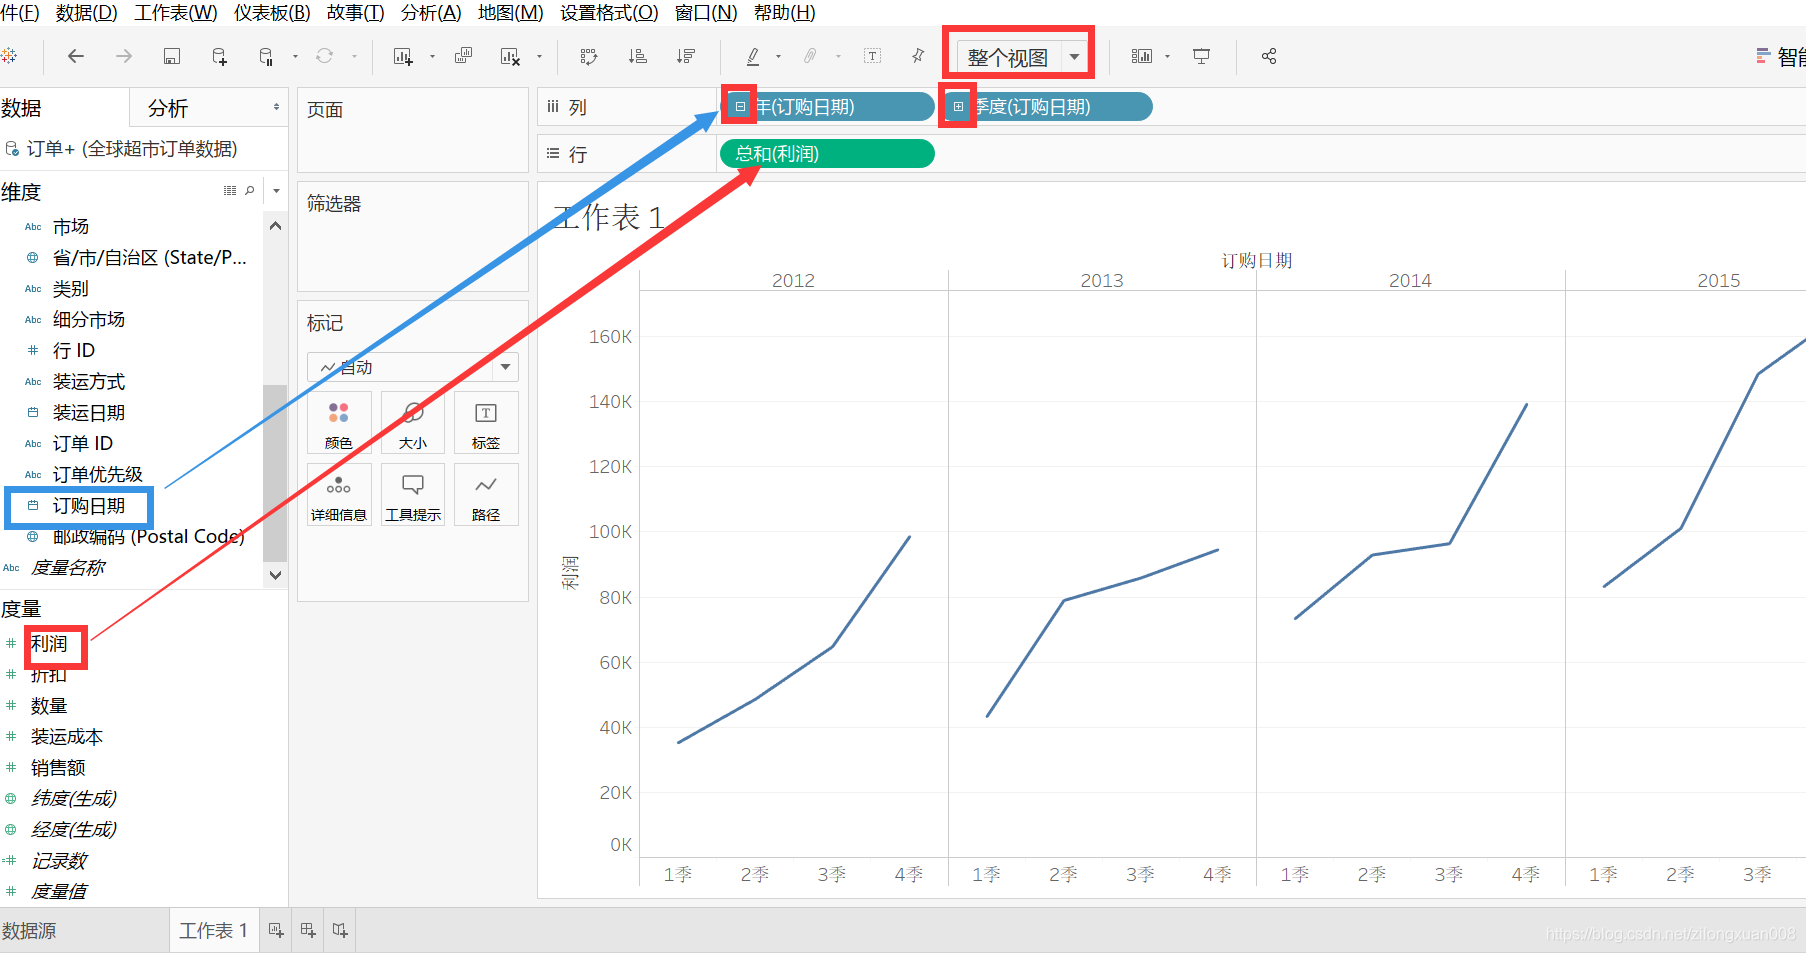 件(F) 数据(D) 工作表(W) 仪表板(B) 故事(T) 分析(A) 地图(M) 设置格式(O) 窗口(N) 帮助(H)
整个视图
智能
数据 分析
订单+ (全球超市订单数据)
维度
Abc 市场
省/市/自治区 (State/P...
Abc 类别
Abc 细分市场
# 行 ID
Abc 装运方式
装运日期
Abc 订单 ID
Abc 订单优先级
订购日期
邮政编码 (Postal Code)
Abc 度量名称
度量
# 利润
# 折扣
# 数量
# 装运成本
# 销售额
纬度(生成)
经度(生成)
=# 记录数
# 度量值
页面
筛选器
标记
自动
颜色 大小 T 标签
详细信息 工具提示 路径
iii 列 年(订购日期) 季度(订购日期)
行 总和(利润)
工作表 1
订购日期
2012 2013 2014 2015
160K
140K
120K
100K
80K
60K
40K
20K
0K
利润
1季 2季 3季 4季 1季 2季 3季 4季 1季 2季 3季 4季 1季 2季 3季
数据源 工作表 1
https://blog.csdn.net/zilongxuan008